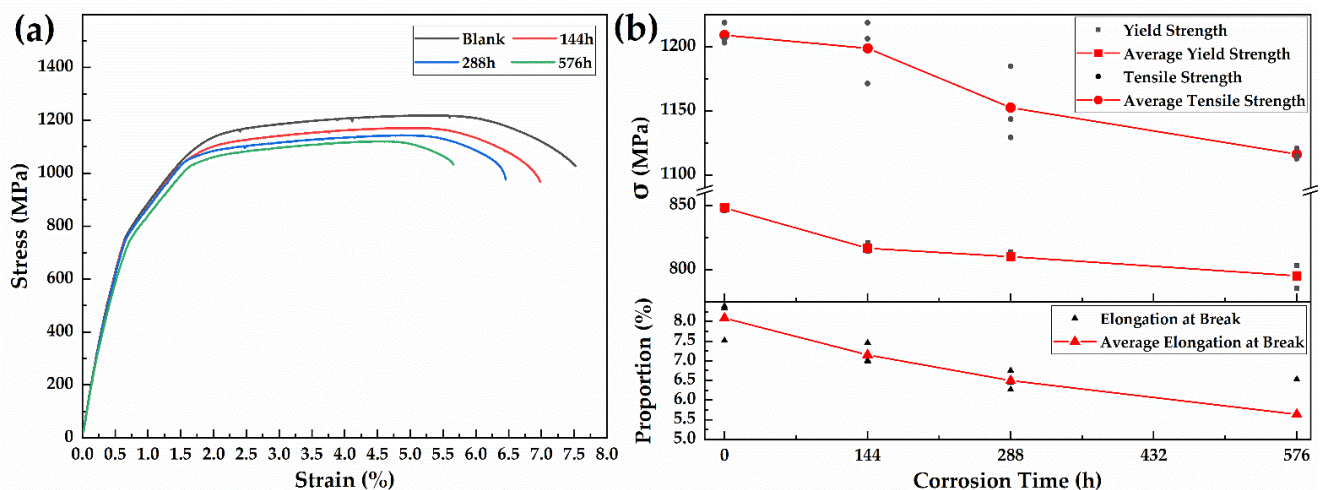 (a)
Blank
144h
288h
576h
1400
1200
1000
800
600
400
200
0
Stress (MPa)
0.0 0.5 1.0 1.5 2.0 2.5 3.0 3.5 4.0 4.5 5.0 5.5 6.0 6.5 7.0 7.5 8.0
Strain (%)
(b)
Yield Strength
Average Yield Strength
Tensile Strength
Average Tensile Strength
1200
1150
1100
850
800
σ (MPa)
Elongation at Break
Average Elongation at Break
8.0
7.5
7.0
6.5
6.0
5.5
5.0
Proportion (%)
0 144 288 432 576
Corrosion Time (h)